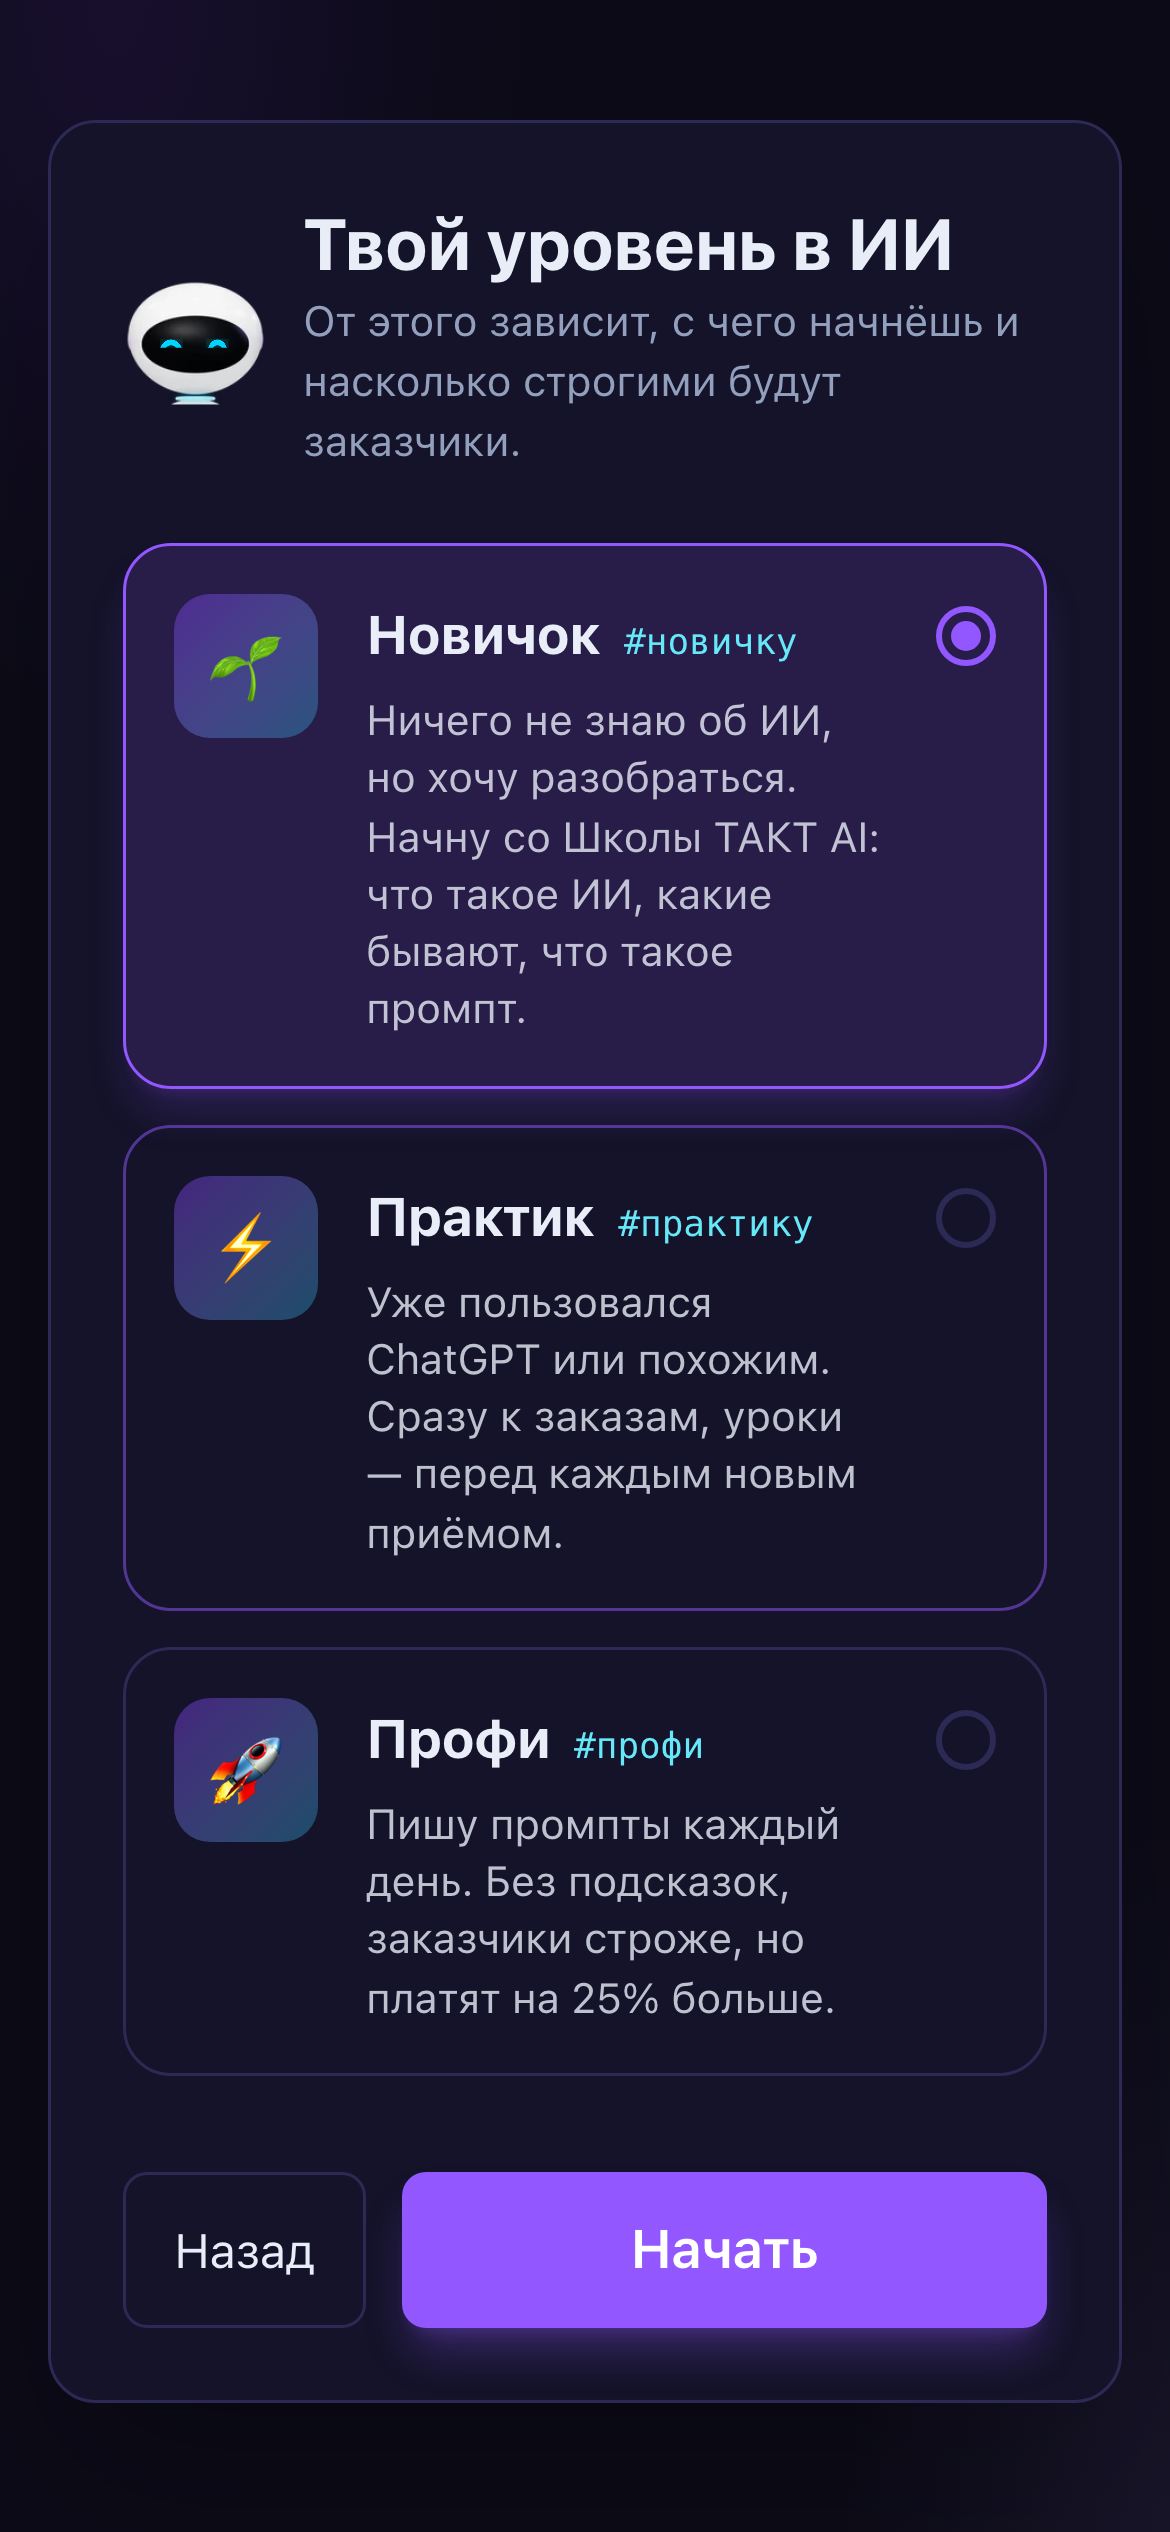 Твой уровень в ИИ
От этого зависит, с чего начнёшь и
насколько строгими будут
заказчики.
Новичок #новичку
Ничего не знаю об ИИ,
но хочу разобраться.
Начну со Школы ТАКТ AI:
что такое ИИ, какие
бывают, что такое
промпт.
Практик #практику
Уже пользовался
ChatGPT или похожим.
Сразу к заказам, уроки
— перед каждым новым
приёмом.
Профи #профи
Пишу промпты каждый
день. Без подсказок,
заказчики строже, но
платят на 25% больше.
Назад
Начать